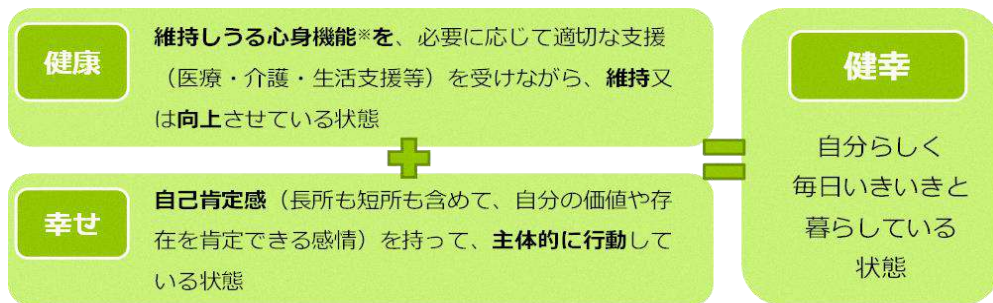 健康
維持しうる心身機能※を、必要に応じて適切な支援
（医療・介護・生活支援等）を受けながら、維持又
は向上させている状態
幸せ
自己肯定感（長所も短所も含めて、自分の価値や存
在を肯定できる感情）を持って、主体的に行動して
いる状態
健幸
自分らしく
毎日いきいきと
暮らしている
状態